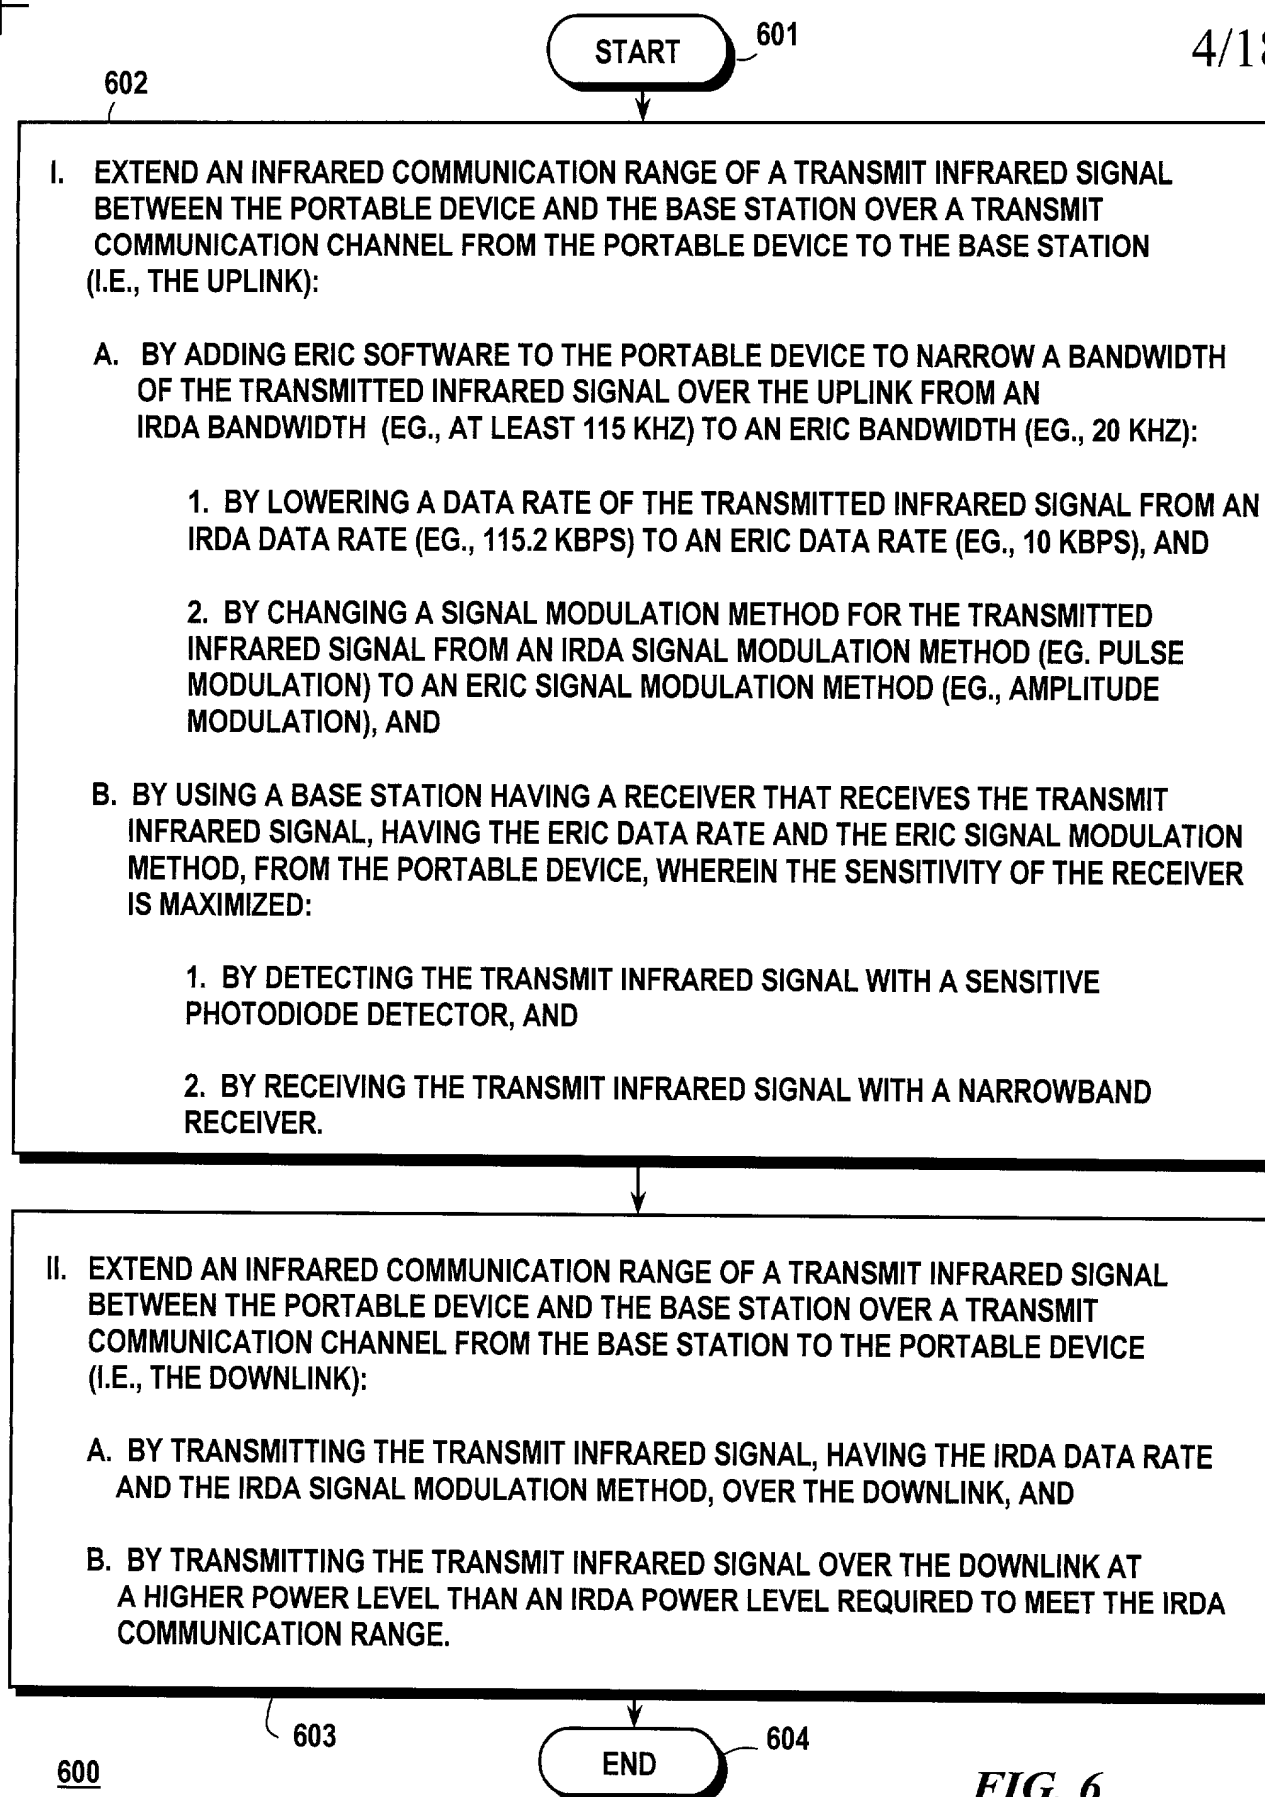 START
601
4/18
602
I. EXTEND AN INFRARED COMMUNICATION RANGE OF A TRANSMIT INFRARED SIGNAL
BETWEEN THE PORTABLE DEVICE AND THE BASE STATION OVER A TRANSMIT
COMMUNICATION CHANNEL FROM THE PORTABLE DEVICE TO THE BASE STATION
(I.E., THE UPLINK):
A. BY ADDING ERIC SOFTWARE TO THE PORTABLE DEVICE TO NARROW A BANDWIDTH
OF THE TRANSMITTED INFRARED SIGNAL OVER THE UPLINK FROM AN
IRDA BANDWIDTH (EG., AT LEAST 115 KHZ) TO AN ERIC BANDWIDTH (EG., 20 KHZ):
1. BY LOWERING A DATA RATE OF THE TRANSMITTED INFRARED SIGNAL FROM AN
IRDA DATA RATE (EG., 115.2 KBPS) TO AN ERIC DATA RATE (EG., 10 KBPS), AND
2. BY CHANGING A SIGNAL MODULATION METHOD FOR THE TRANSMITTED
INFRARED SIGNAL FROM AN IRDA SIGNAL MODULATION METHOD (EG. PULSE
MODULATION) TO AN ERIC SIGNAL MODULATION METHOD (EG., AMPLITUDE
MODULATION), AND
B. BY USING A BASE STATION HAVING A RECEIVER THAT RECEIVES THE TRANSMIT
INFRARED SIGNAL, HAVING THE ERIC DATA RATE AND THE ERIC SIGNAL MODULATION
METHOD, FROM THE PORTABLE DEVICE, WHEREIN THE SENSITIVITY OF THE RECEIVER
IS MAXIMIZED:
1. BY DETECTING THE TRANSMIT INFRARED SIGNAL WITH A SENSITIVE
PHOTODIODE DETECTOR, AND
2. BY RECEIVING THE TRANSMIT INFRARED SIGNAL WITH A NARROWBAND
RECEIVER.
II. EXTEND AN INFRARED COMMUNICATION RANGE OF A TRANSMIT INFRARED SIGNAL
BETWEEN THE PORTABLE DEVICE AND THE BASE STATION OVER A TRANSMIT
COMMUNICATION CHANNEL FROM THE BASE STATION TO THE PORTABLE DEVICE
(I.E., THE DOWNLINK):
A. BY TRANSMITTING THE TRANSMIT INFRARED SIGNAL, HAVING THE IRDA DATA RATE
AND THE IRDA SIGNAL MODULATION METHOD, OVER THE DOWNLINK, AND
B. BY TRANSMITTING THE TRANSMIT INFRARED SIGNAL OVER THE DOWNLINK AT
A HIGHER POWER LEVEL THAN AN IRDA POWER LEVEL REQUIRED TO MEET THE IRDA
COMMUNICATION RANGE.
603
END
604
600
FIG. 6